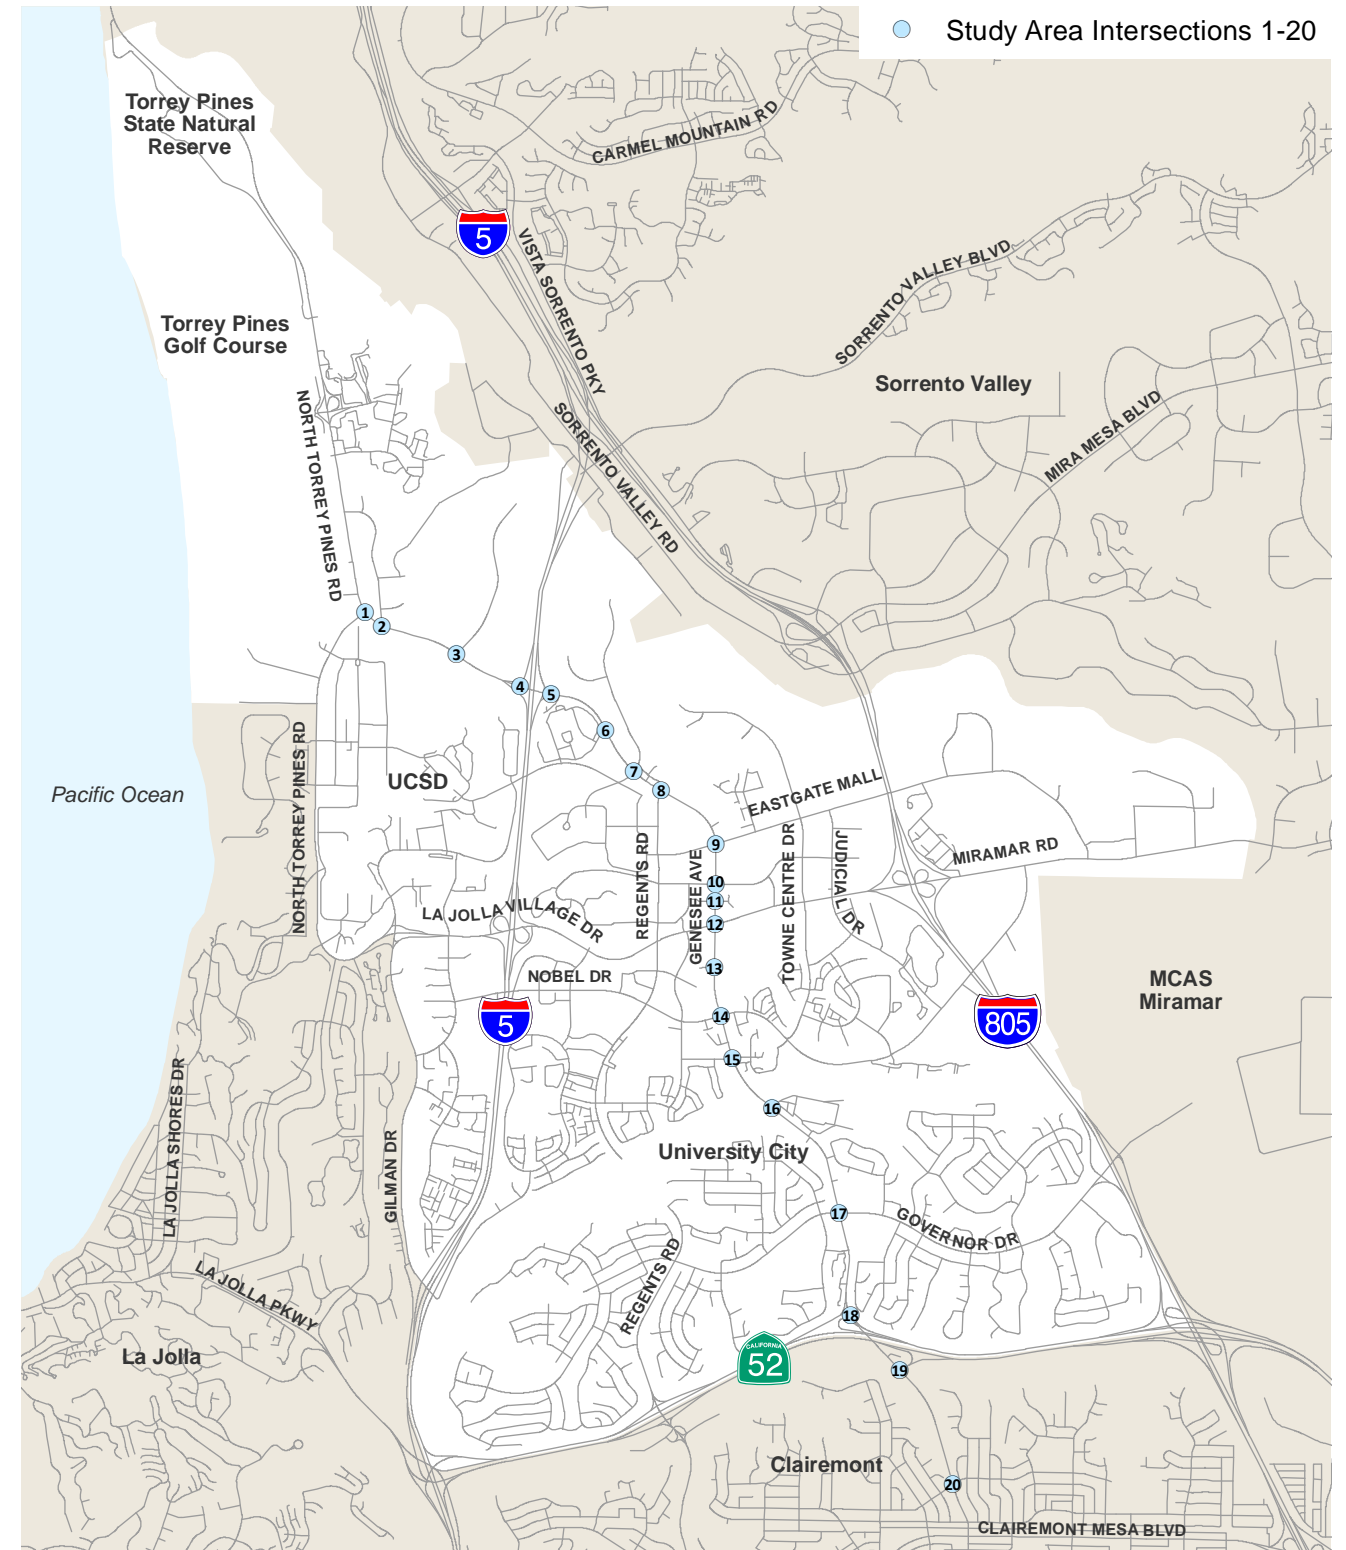 Study Area Intersections 1-20
Torrey Pines
State Natural
Reserve
CARMEL MOUNTAIN RD
5
VISTA SORRENTO PKY
SORRENTO VALLEY BLVD
Torrey Pines
Golf Course
Sorrento Valley
NORTH TORREY PINES RD
MIRA MESA BLVD
SORRENTO VALLEY RD
1
2
3
4
5
6
7
8
UCSD
Pacific Ocean
NORTH TORREY PINES RD
EASTGATE MALL
9
REGENTS RD
GENESEE AVE
TOWNE CENTRE DR
JUDICIAL DR
MIRAMAR RD
10
11
12
LA JOLLA VILLAGE DR
13
NOBEL DR
MCAS
Miramar
5
805
14
15
16
LA JOLLA SHORES DR
GILMAN DR
University City
17
GOVERNOR DR
REGENTS RD
LA JOLLA PKWY
18
CALIFORNIA
52
La Jolla
19
Clairemont
20
CLAIREMONT MESA BLVD